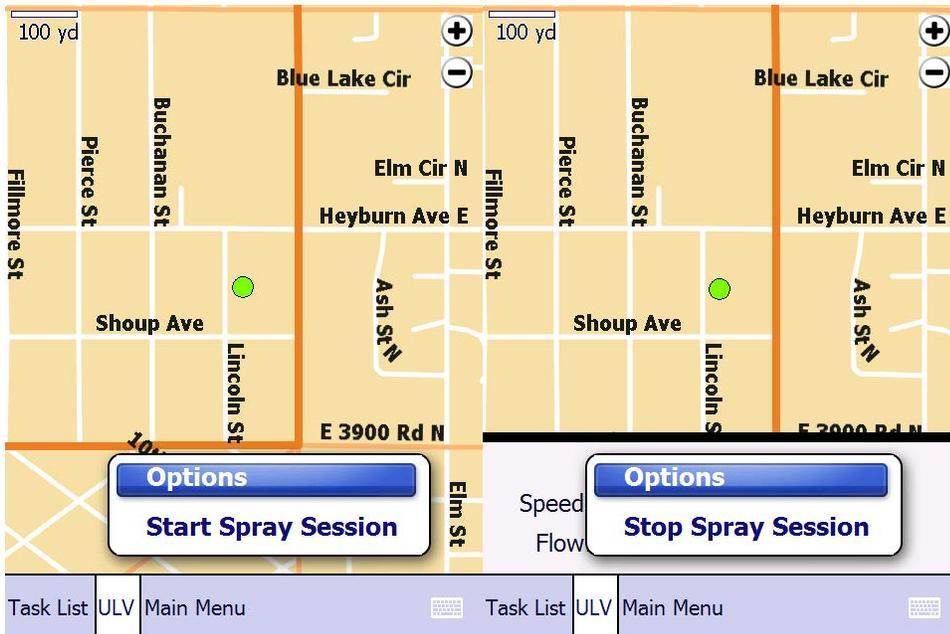 100 yd
+
Blue Lake Cir
−
Buchanan St
Pierce St
Elm Cir N
Fillmore St
Heyburn Ave E
Ash St N
Shoup Ave
Lincoln St
E 3900 Rd N
Options
Start Spray Session
Elm St
Task List ULV Main Menu
100 yd
+
Blue Lake Cir
−
Buchanan St
Pierce St
Elm Cir N
Fillmore St
Heyburn Ave E
Ash St N
Shoup Ave
Lincoln S
E 3900 Rd N
Options
Speed
Stop Spray Session
Flow
Task List ULV Main Menu